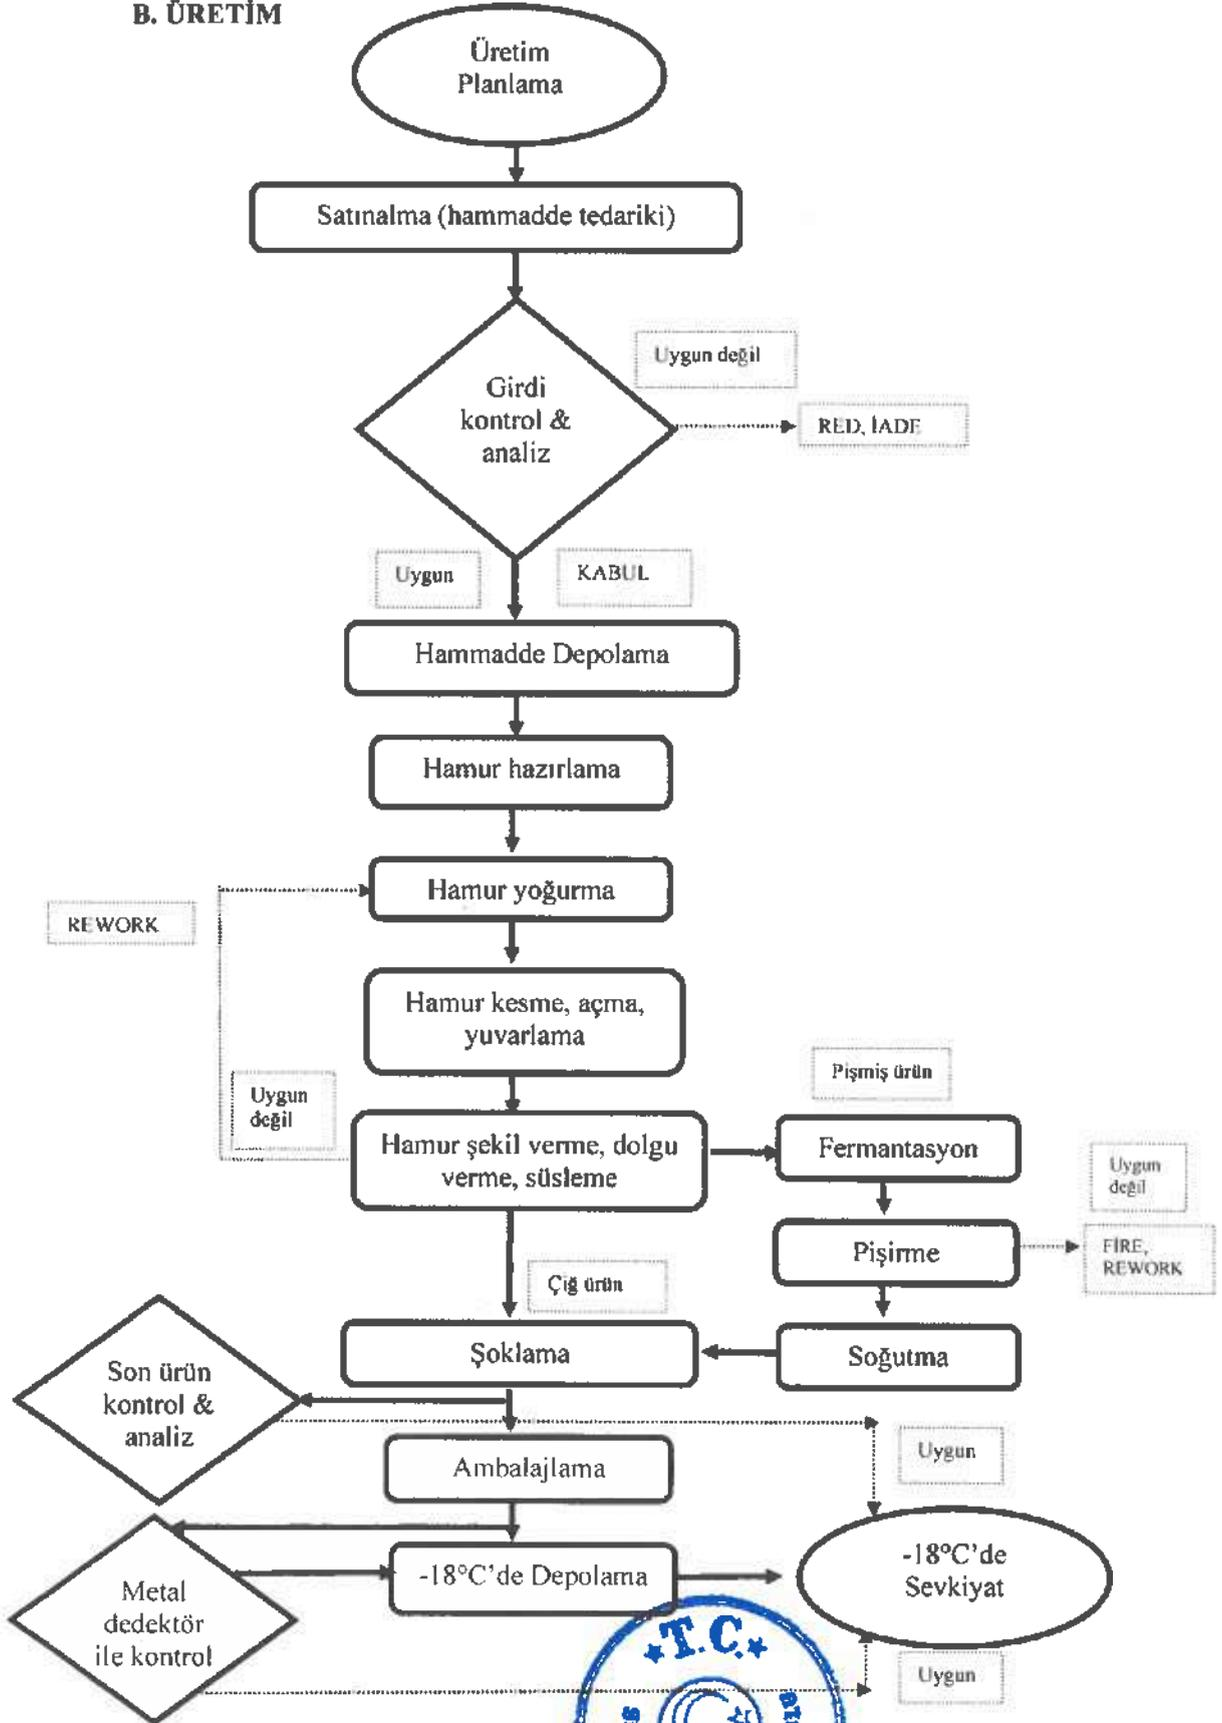 B. ÜRETİM
Üretim
Planlama
Satınalma (hammadde tedariki)
Girdi
kontrol &
analiz
Uygun değil
RED, İADE
Uygun
KABUL
Hammadde Depolama
Hamur hazırlama
Hamur yoğurma
REWORK
Hamur kesme, açma,
yuvarlama
Uygun
değil
Pişmiş ürün
Hamur şekil verme, dolgu
verme, süsleme
Fermantasyon
Uygun
değil
Pişirme
FİRE,
REWORK
Çiğ ürün
Şoklama
Soğutma
Son ürün
kontrol &
analiz
Uygun
Ambalajlama
-18°C'de Depolama
-18°C'de
Sevkiyat
Metal
dedektör
ile kontrol
Uygun
T.C.